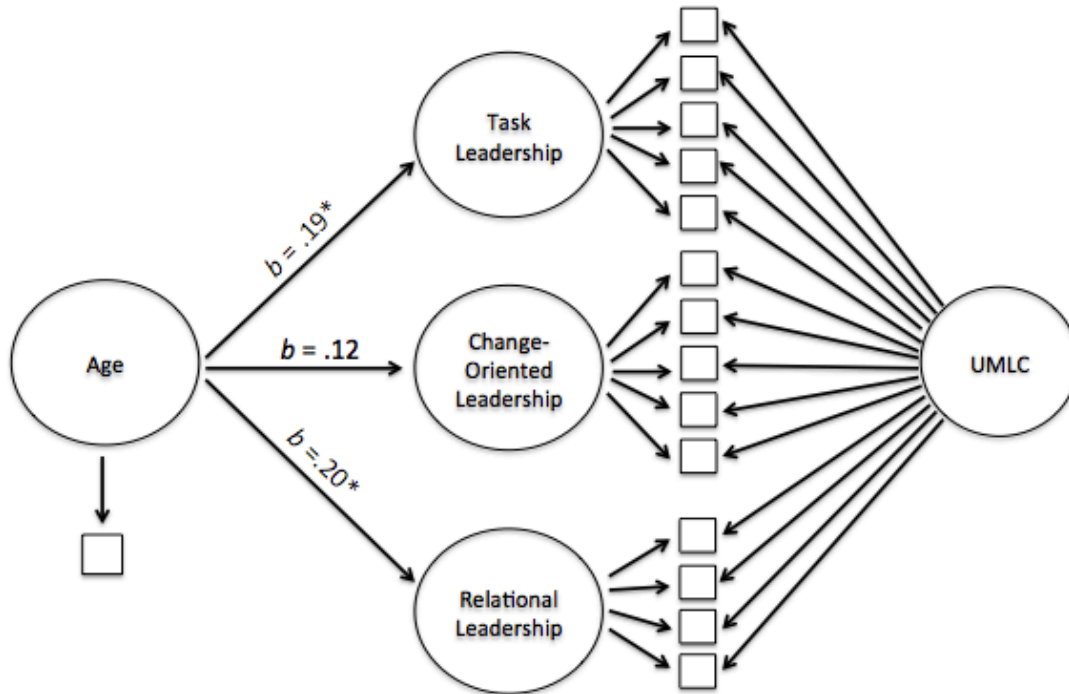 Task
Leadership
b = .19*
Age
b = .12
Change-
Oriented
Leadership
UMLC
b =.20*
Relational
Leadership